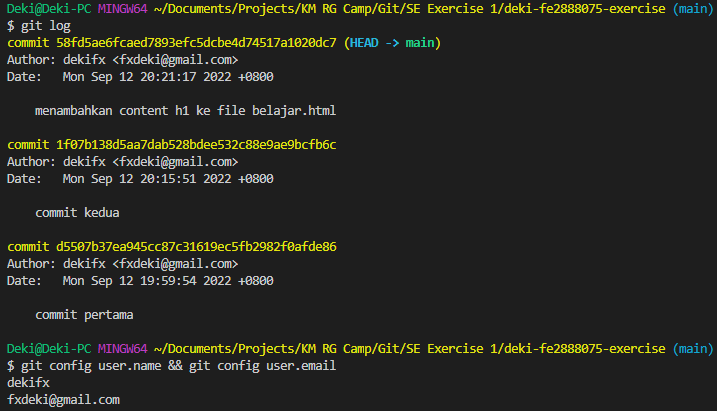 Deki@Deki-PC MINGW64 ~/Documents/Projects/KM RG Camp/Git/SE Exercise 1/deki-fe2888075-exercise (main)
$ git log
commit 58fd5ae6fcaed7893efc5dcbe4d74517a1020dc7 (HEAD -> main)
Author: dekifx <fxdeki@gmail.com>
Date:   Mon Sep 12 20:21:17 2022 +0800
menambahkan content h1 ke file belajar.html
commit 1f07b138d5aa7dab528bdee532c88e9ae9bcfb6c
Author: dekifx <fxdeki@gmail.com>
Date:   Mon Sep 12 20:15:51 2022 +0800
commit kedua
commit d5507b37ea945cc87c31619ec5fb2982f0afde86
Author: dekifx <fxdeki@gmail.com>
Date:   Mon Sep 12 19:59:54 2022 +0800
commit pertama
Deki@Deki-PC MINGW64 ~/Documents/Projects/KM RG Camp/Git/SE Exercise 1/deki-fe2888075-exercise (main)
$ git config user.name && git config user.email
dekifx
fxdeki@gmail.com